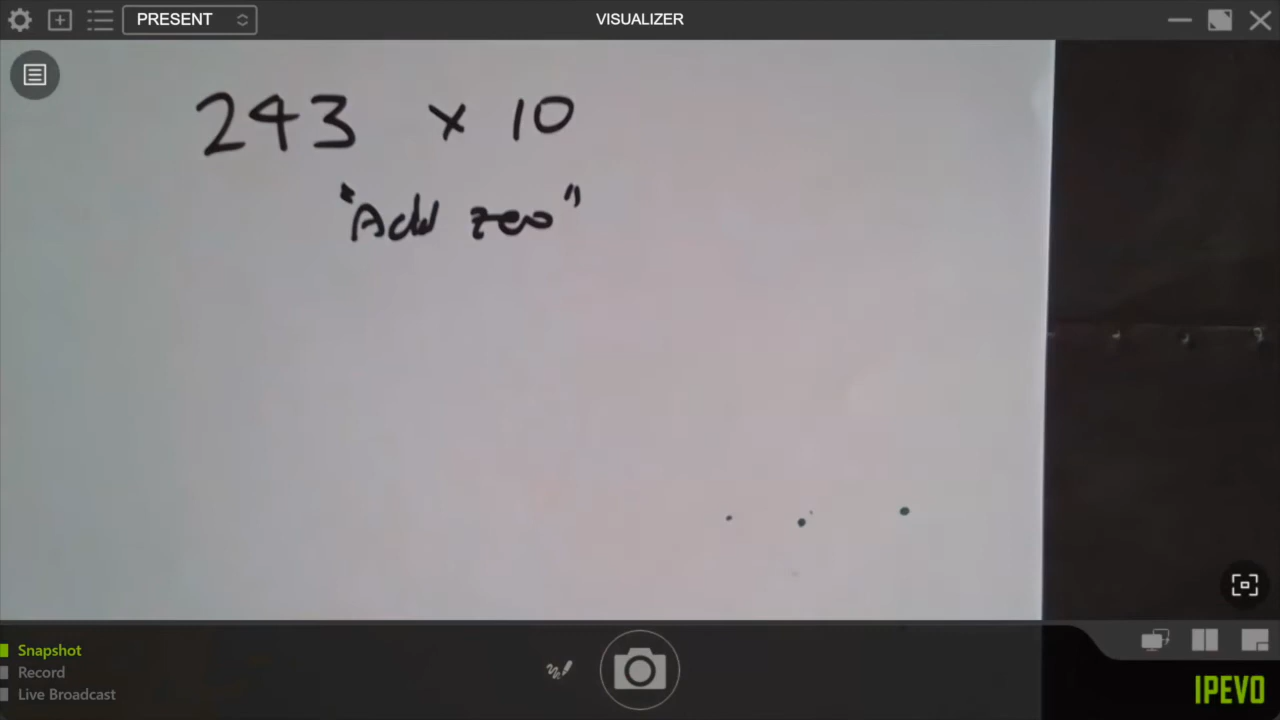 PRESENT
VISUALIZER
243 x 10
"Add zero"
Snapshot
Record
Live Broadcast
IPEVO